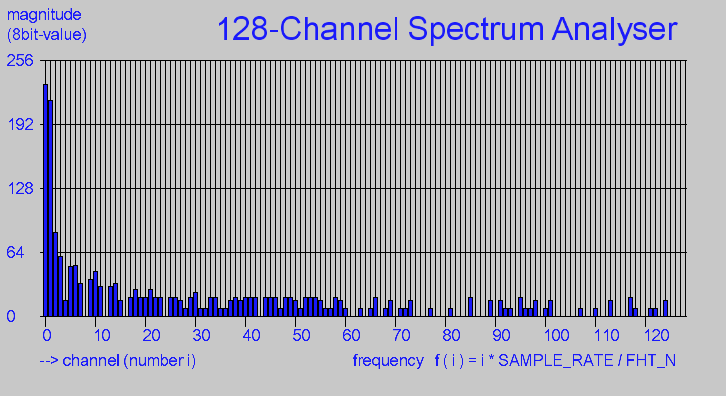 magnitude
(8bit-value)
128-Channel Spectrum Analyser
256
192
128
64
0
0 10 20 30 40 50 60 70 80 90 100 110 120
--> channel (number i)
frequency f ( i ) = i * SAMPLE_RATE / FHT_N